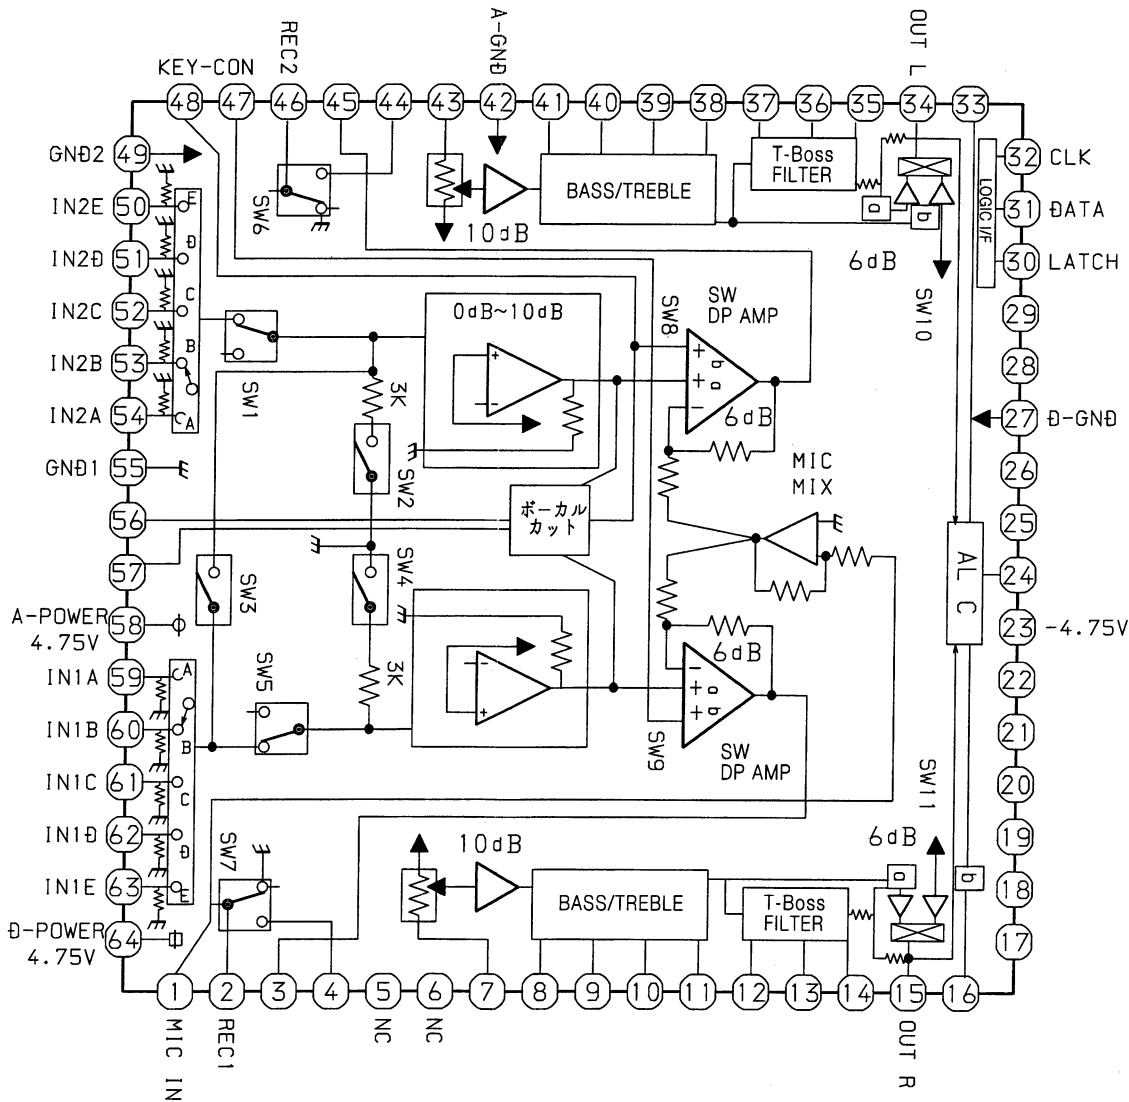 REC2
A-GND
OUT L
KEY-CON
48 47 46 45 44 43 42 41 40 39 38 37 36 35 34 33
GND2 49
IN2E 50
IN2D 51
IN2C 52
IN2B 53
IN2A 54
GND1 55
56
57
A-POWER 58
4.75V
IN1A 59
IN1B 60
IN1C 61
IN1D 62
IN1E 63
D-POWER 64
4.75V
32 CLK
31 DATA
30 LATCH
29
28
27 D-GND
26
25
24
23 -4.75V
22
21
20
19
18
17
LOGIC I/F
E
D
C
B
A
SW6
10dB
BASS/TREBLE
T-Boss
FILTER
a
b
6dB
SW10
SW1
3K
0dB~10dB
+
-
SW8
SW
DP AMP
+ b
+ a
-
6dB
SW2
ボーカル
カット
MIC
MIX
SW3
SW4
AL C
SW5
3K
-
+
6dB
-
+ a
+ b
SW9
SW
DP AMP
A
B
C
D
E
SW7
10dB
BASS/TREBLE
T-Boss
FILTER
6dB
SW11
a
b
1 2 3 4 5 6 7 8 9 10 11 12 13 14 15 16
MIC IN
REC1
NC
NC
OUT R